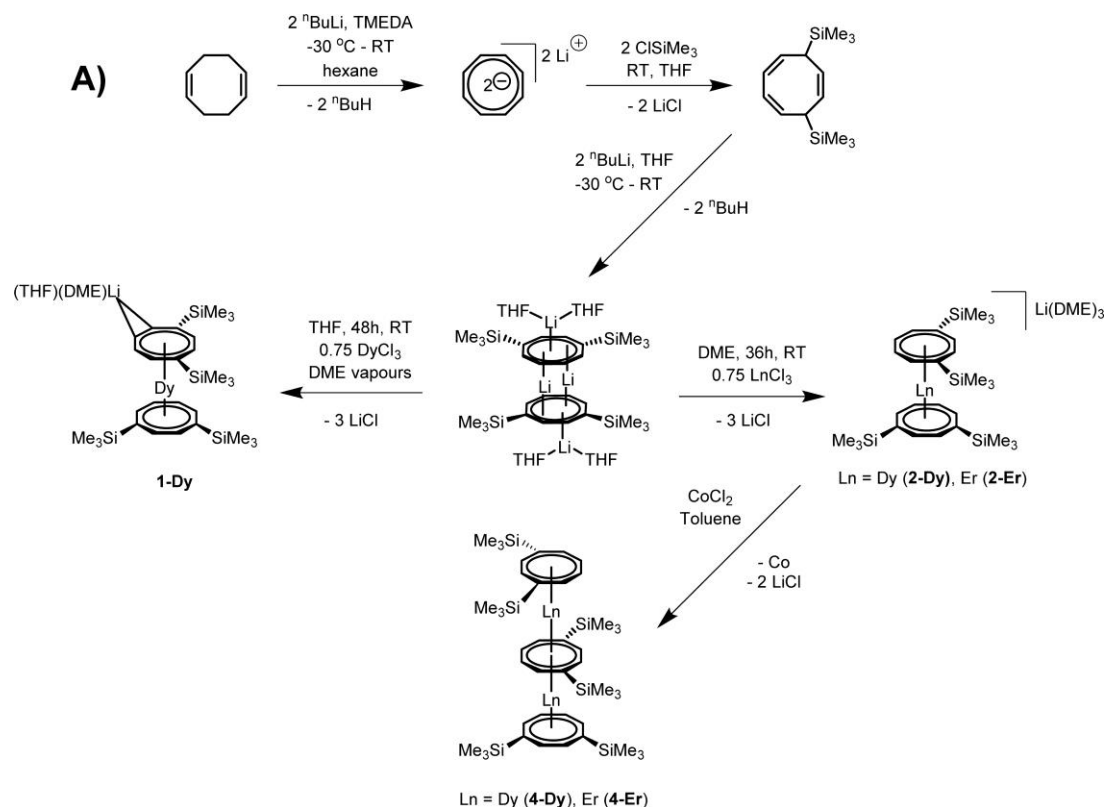 A)
2 ⁿBuLi, TMEDA
-30 °C - RT
hexane
- 2 ⁿBuH
2⊖
2 Li⊕
2 ClSiMe₃
RT, THF
- 2 LiCl
SiMe₃
SiMe₃
2 ⁿBuLi, THF
-30 °C - RT
- 2 ⁿBuH
(THF)(DME)Li
SiMe₃
SiMe₃
Dy
Me₃Si
SiMe₃
1-Dy
THF, 48h, RT
0.75 DyCl₃
DME vapours
- 3 LiCl
THF
Li
THF
Me₃Si
SiMe₃
Li
Li
Me₃Si
SiMe₃
Li
THF
THF
DME, 36h, RT
0.75 LnCl₃
- 3 LiCl
Li(DME)₃
SiMe₃
SiMe₃
Ln
Me₃Si
SiMe₃
Ln = Dy (2-Dy), Er (2-Er)
CoCl₂
Toluene
- Co
- 2 LiCl
Me₃Si
Me₃Si
Ln
SiMe₃
SiMe₃
Ln
Me₃Si
SiMe₃
Ln = Dy (4-Dy), Er (4-Er)